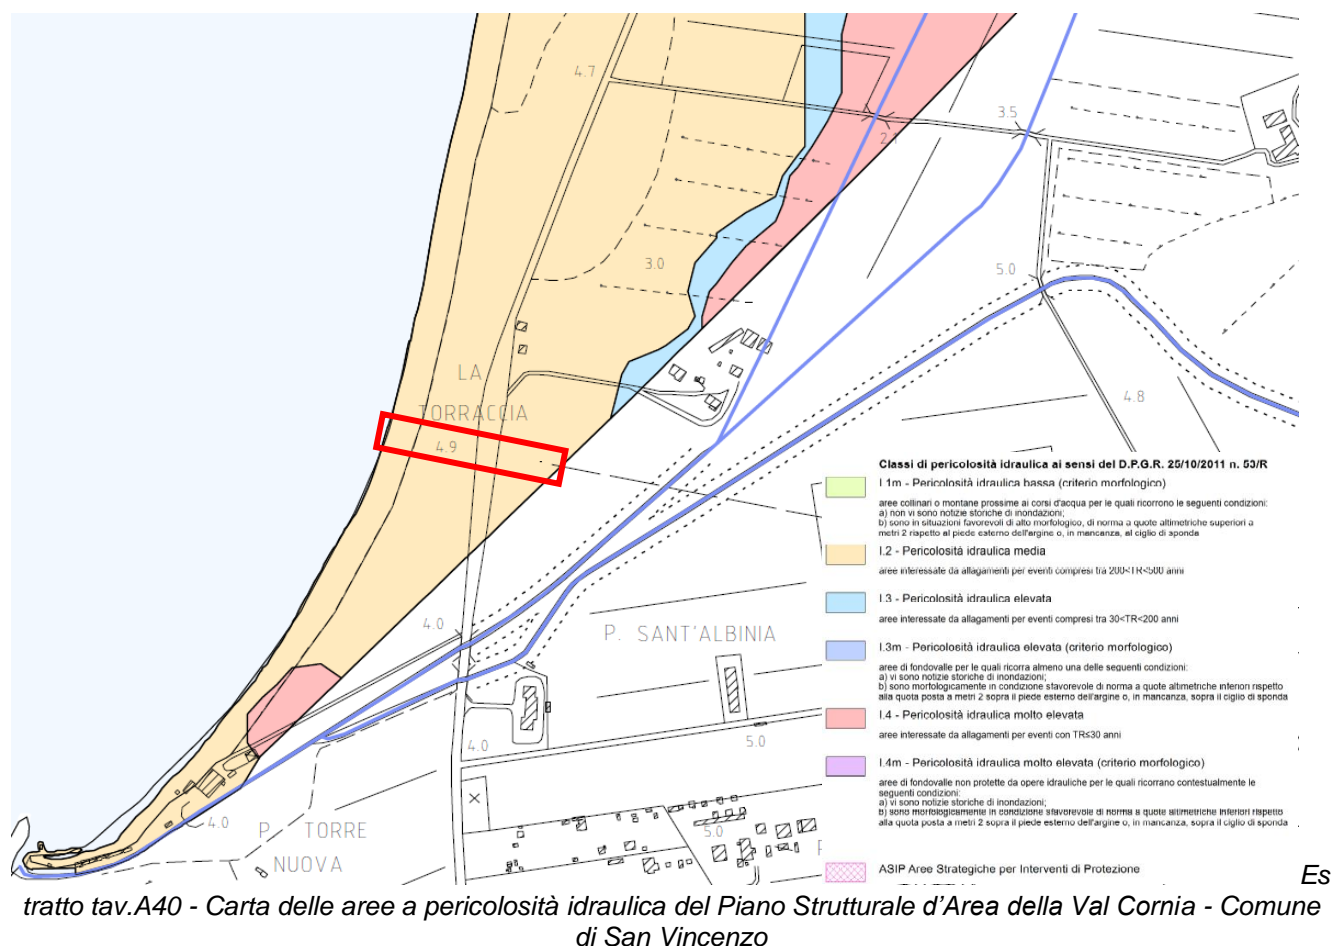 4.7
3.5
2.1
3.0
5.0
LA
TORRACCIA
4.9
4.8
4.0
P. SANT'ALBINIA
4.0
5.0
4.0
P. TORRE
NUOVA
5.0
Classi di pericolosità idraulica ai sensi del D.P.G.R. 25/10/2011 n. 53/R
I.1m - Pericolosità idraulica bassa (criterio morfologico)
aree collinari o montane prossime ai corsi d'acqua per le quali ricorrono le seguenti condizioni:
a) non vi sono notizie storiche di inondazioni;
b) sono in situazioni favorevoli di alto morfologico, di norma a quote altimetriche superiori a
metri 2 rispetto al piede esterno dell'argine o, in mancanza, al ciglio di sponda
I.2 - Pericolosità idraulica media
aree interessate da allagamenti per eventi compresi tra 200<TR<500 anni
I.3 - Pericolosità idraulica elevata
aree interessate da allagamenti per eventi compresi tra 30<TR<200 anni
I.3m - Pericolosità idraulica elevata (criterio morfologico)
aree di fondovalle per le quali ricorra almeno una delle seguenti condizioni:
a) vi sono notizie storiche di inondazioni;
b) sono morfologicamente in condizione sfavorevole di norma a quote altimetriche inferiori rispetto
alla quota posta a metri 2 sopra il piede esterno dell'argine o, in mancanza, sopra il ciglio di sponda
I.4 - Pericolosità idraulica molto elevata
aree interessate da allagamenti per eventi con TR≤30 anni
I.4m - Pericolosità idraulica molto elevata (criterio morfologico)
aree di fondovalle non protette da opere idrauliche per le quali ricorrano contestualmente le
seguenti condizioni:
a) vi sono notizie storiche di inondazioni;
b) sono morfologicamente in condizione sfavorevole di norma a quote altimetriche inferiori rispetto
alla quota posta a metri 2 sopra il piede esterno dell'argine o, in mancanza, sopra il ciglio di sponda
ASIP Aree Strategiche per Interventi di Protezione
Es
tratto tav.A40 - Carta delle aree a pericolosità idraulica del Piano Strutturale d'Area della Val Cornia - Comune
di San Vincenzo